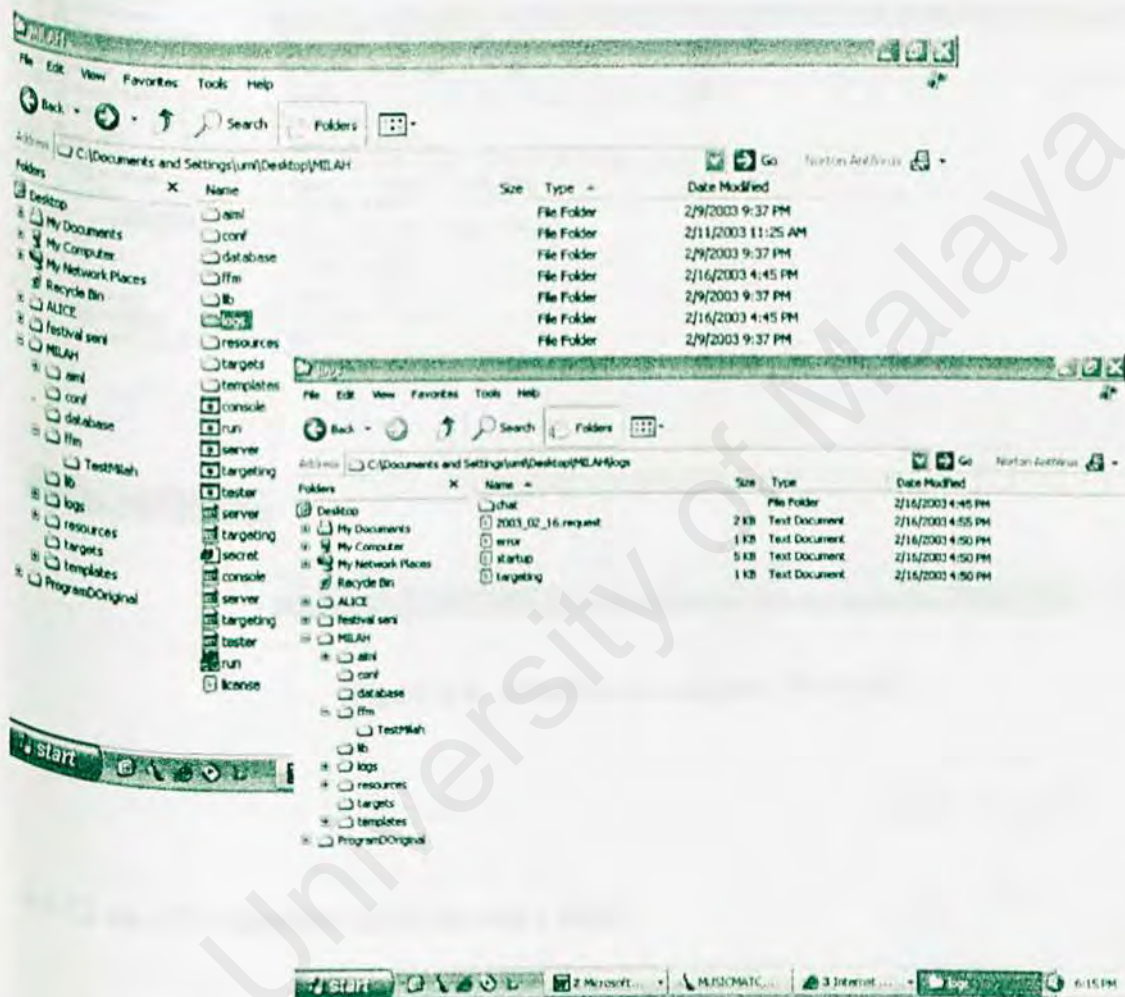 MILAH
File Edit View Favorites Tools Help
Back Search Folders
Address C:\Documents and Settings\umi\Desktop\MILAH Go Norton AntiVirus
Folders
Desktop
My Documents
My Computer
My Network Places
Recycle Bin
ALICE
festival seni
MILAH
aiml
conf
database
ffm
TestMilah
lib
logs
resources
targets
templates
ProgramDOriginal
Name Size Type Date Modified
aiml File Folder 2/9/2003 9:37 PM
conf File Folder 2/11/2003 11:25 AM
database File Folder 2/9/2003 9:37 PM
ffm File Folder 2/16/2003 4:45 PM
lib File Folder 2/9/2003 9:37 PM
logs File Folder 2/16/2003 4:45 PM
resources File Folder 2/9/2003 9:37 PM
targets
templates
console
run
server
targeting
tester
server
targeting
secret
console
server
targeting
tester
run
license
start
logs
File Edit View Favorites Tools Help
Back Search Folders
Address C:\Documents and Settings\umi\Desktop\MILAH\logs Go Norton AntiVirus
Folders
Desktop
My Documents
My Computer
My Network Places
Recycle Bin
ALICE
festival seni
MILAH
aiml
conf
database
ffm
TestMilah
lib
logs
resources
targets
templates
ProgramDOriginal
Name Size Type Date Modified
chat File Folder 2/16/2003 4:45 PM
2003_02_16.request 2 KB Text Document 2/16/2003 4:55 PM
error 1 KB Text Document 2/16/2003 4:50 PM
startup 5 KB Text Document 2/16/2003 4:50 PM
targeting 1 KB Text Document 2/16/2003 4:50 PM
start 2 Microsoft ... MUSICMATC... 3 Internet ... logs 6:15 PM
University of Malaya